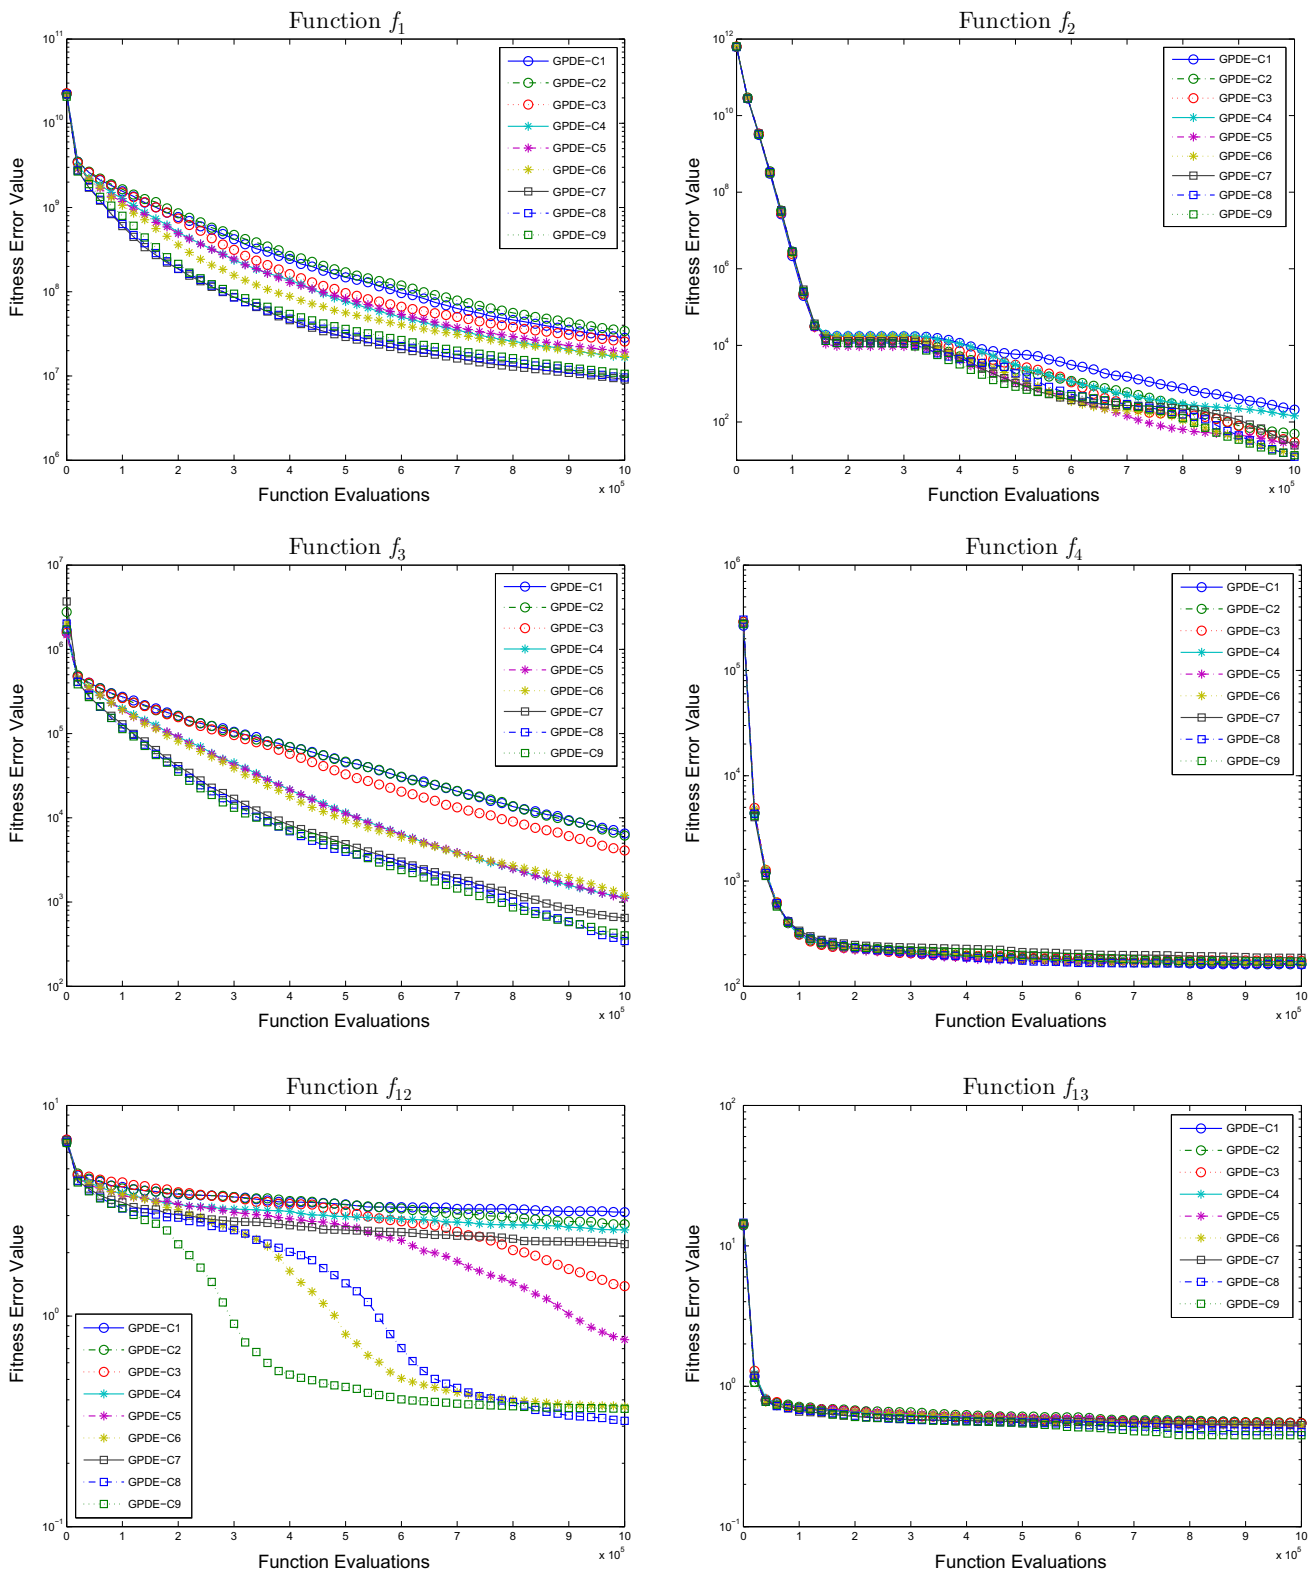 Function f1
Fitness Error Value
10^11
10^10
10^9
10^8
10^7
10^6
GPDE−C1
GPDE−C2
GPDE−C3
GPDE−C4
GPDE−C5
GPDE−C6
GPDE−C7
GPDE−C8
GPDE−C9
0 1 2 3 4 5 6 7 8 9 10
x 10^5
Function Evaluations
Function f2
Fitness Error Value
10^12
10^10
10^8
10^6
10^4
10^2
GPDE−C1
GPDE−C2
GPDE−C3
GPDE−C4
GPDE−C5
GPDE−C6
GPDE−C7
GPDE−C8
GPDE−C9
0 1 2 3 4 5 6 7 8 9 10
x 10^5
Function Evaluations
Function f3
Fitness Error Value
10^7
10^6
10^5
10^4
10^3
10^2
GPDE−C1
GPDE−C2
GPDE−C3
GPDE−C4
GPDE−C5
GPDE−C6
GPDE−C7
GPDE−C8
GPDE−C9
0 1 2 3 4 5 6 7 8 9 10
x 10^5
Function Evaluations
Function f4
Fitness Error Value
10^6
10^5
10^4
10^3
10^2
GPDE−C1
GPDE−C2
GPDE−C3
GPDE−C4
GPDE−C5
GPDE−C6
GPDE−C7
GPDE−C8
GPDE−C9
0 1 2 3 4 5 6 7 8 9 10
x 10^5
Function Evaluations
Function f12
Fitness Error Value
10^1
10^0
10^−1
GPDE−C1
GPDE−C2
GPDE−C3
GPDE−C4
GPDE−C5
GPDE−C6
GPDE−C7
GPDE−C8
GPDE−C9
0 1 2 3 4 5 6 7 8 9 10
x 10^5
Function Evaluations
Function f13
Fitness Error Value
10^2
10^1
10^0
10^−1
GPDE−C1
GPDE−C2
GPDE−C3
GPDE−C4
GPDE−C5
GPDE−C6
GPDE−C7
GPDE−C8
GPDE−C9
0 1 2 3 4 5 6 7 8 9 10
x 10^5
Function Evaluations